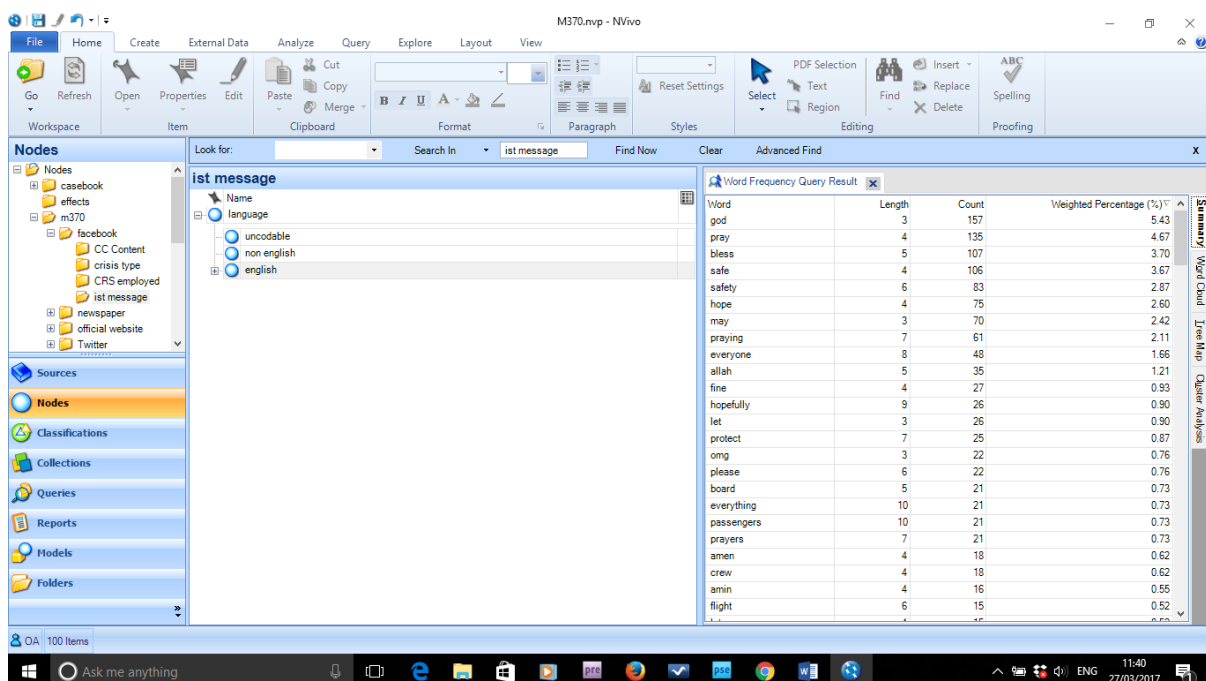 M370.nvp - NVivo
File Home Create External Data Analyze Query Explore Layout View
Go Refresh Open Properties Edit Paste Cut Copy Merge
B I U A
Reset Settings
Select PDF Selection Text Region Find Insert Replace Delete
ABC Spelling
Workspace Item Clipboard Format Paragraph Styles Editing Proofing
Nodes
Look for: Search In ist message Find Now Clear Advanced Find x
Nodes
casebook
effects
m370
facebook
CC Content
crisis type
CRS employed
ist message
newspaper
official website
Twitter
Sources
Nodes
Classifications
Collections
Queries
Reports
Models
Folders
ist message
Name
language
uncodable
non english
english
Word Frequency Query Result
Word Length Count Weighted Percentage (%)
god 3 157 5.43
pray 4 135 4.67
bless 5 107 3.70
safe 4 106 3.67
safety 6 83 2.87
hope 4 75 2.60
may 3 70 2.42
praying 7 61 2.11
everyone 8 48 1.66
allah 5 35 1.21
fine 4 27 0.93
hopefully 9 26 0.90
let 3 26 0.90
protect 7 25 0.87
omg 3 22 0.76
please 6 22 0.76
board 5 21 0.73
everything 10 21 0.73
passengers 10 21 0.73
prayers 7 21 0.73
amen 4 18 0.62
crew 4 18 0.62
amin 4 16 0.55
flight 6 15 0.52
Summary
Word Cloud
Tree Map
Cluster Analysis
OA 100 Items
Ask me anything
pre
pse
ENG
11:40
27/03/2017